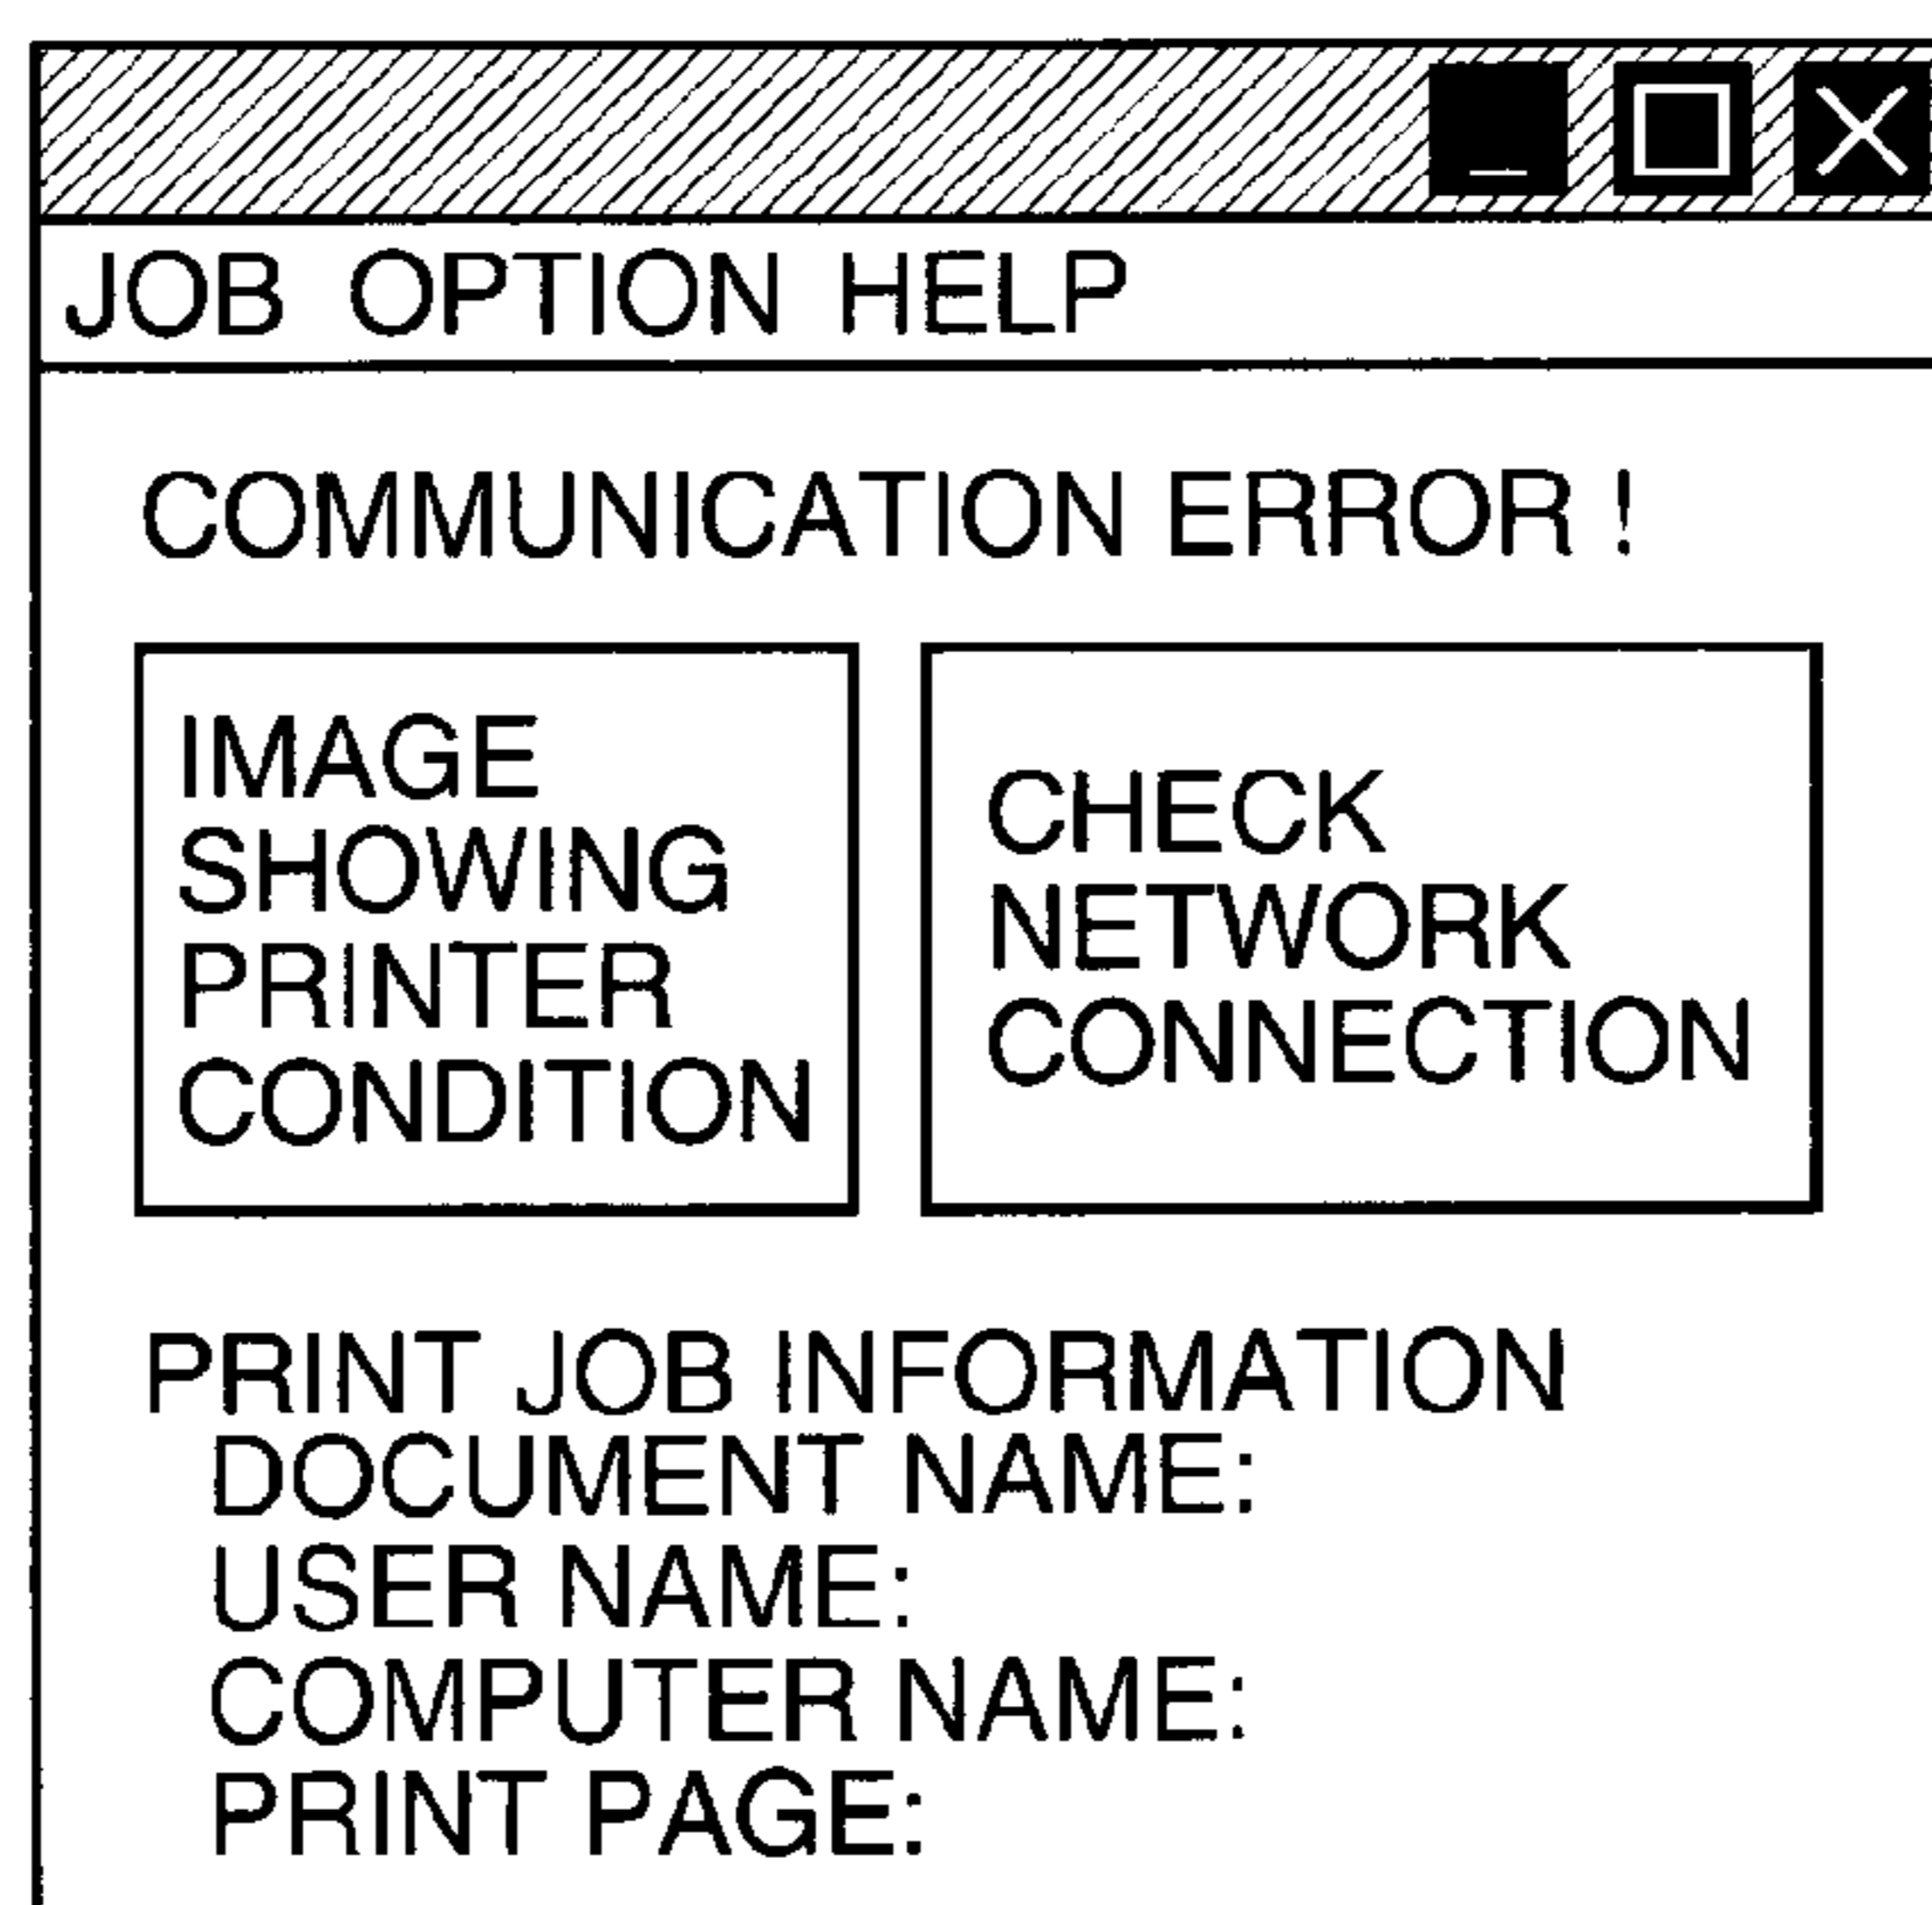 JOB OPTION HELP
COMMUNICATION ERROR !
IMAGE
SHOWING
PRINTER
CONDITION
CHECK
NETWORK
CONNECTION
PRINT JOB INFORMATION
DOCUMENT NAME:
USER NAME:
COMPUTER NAME:
PRINT PAGE: